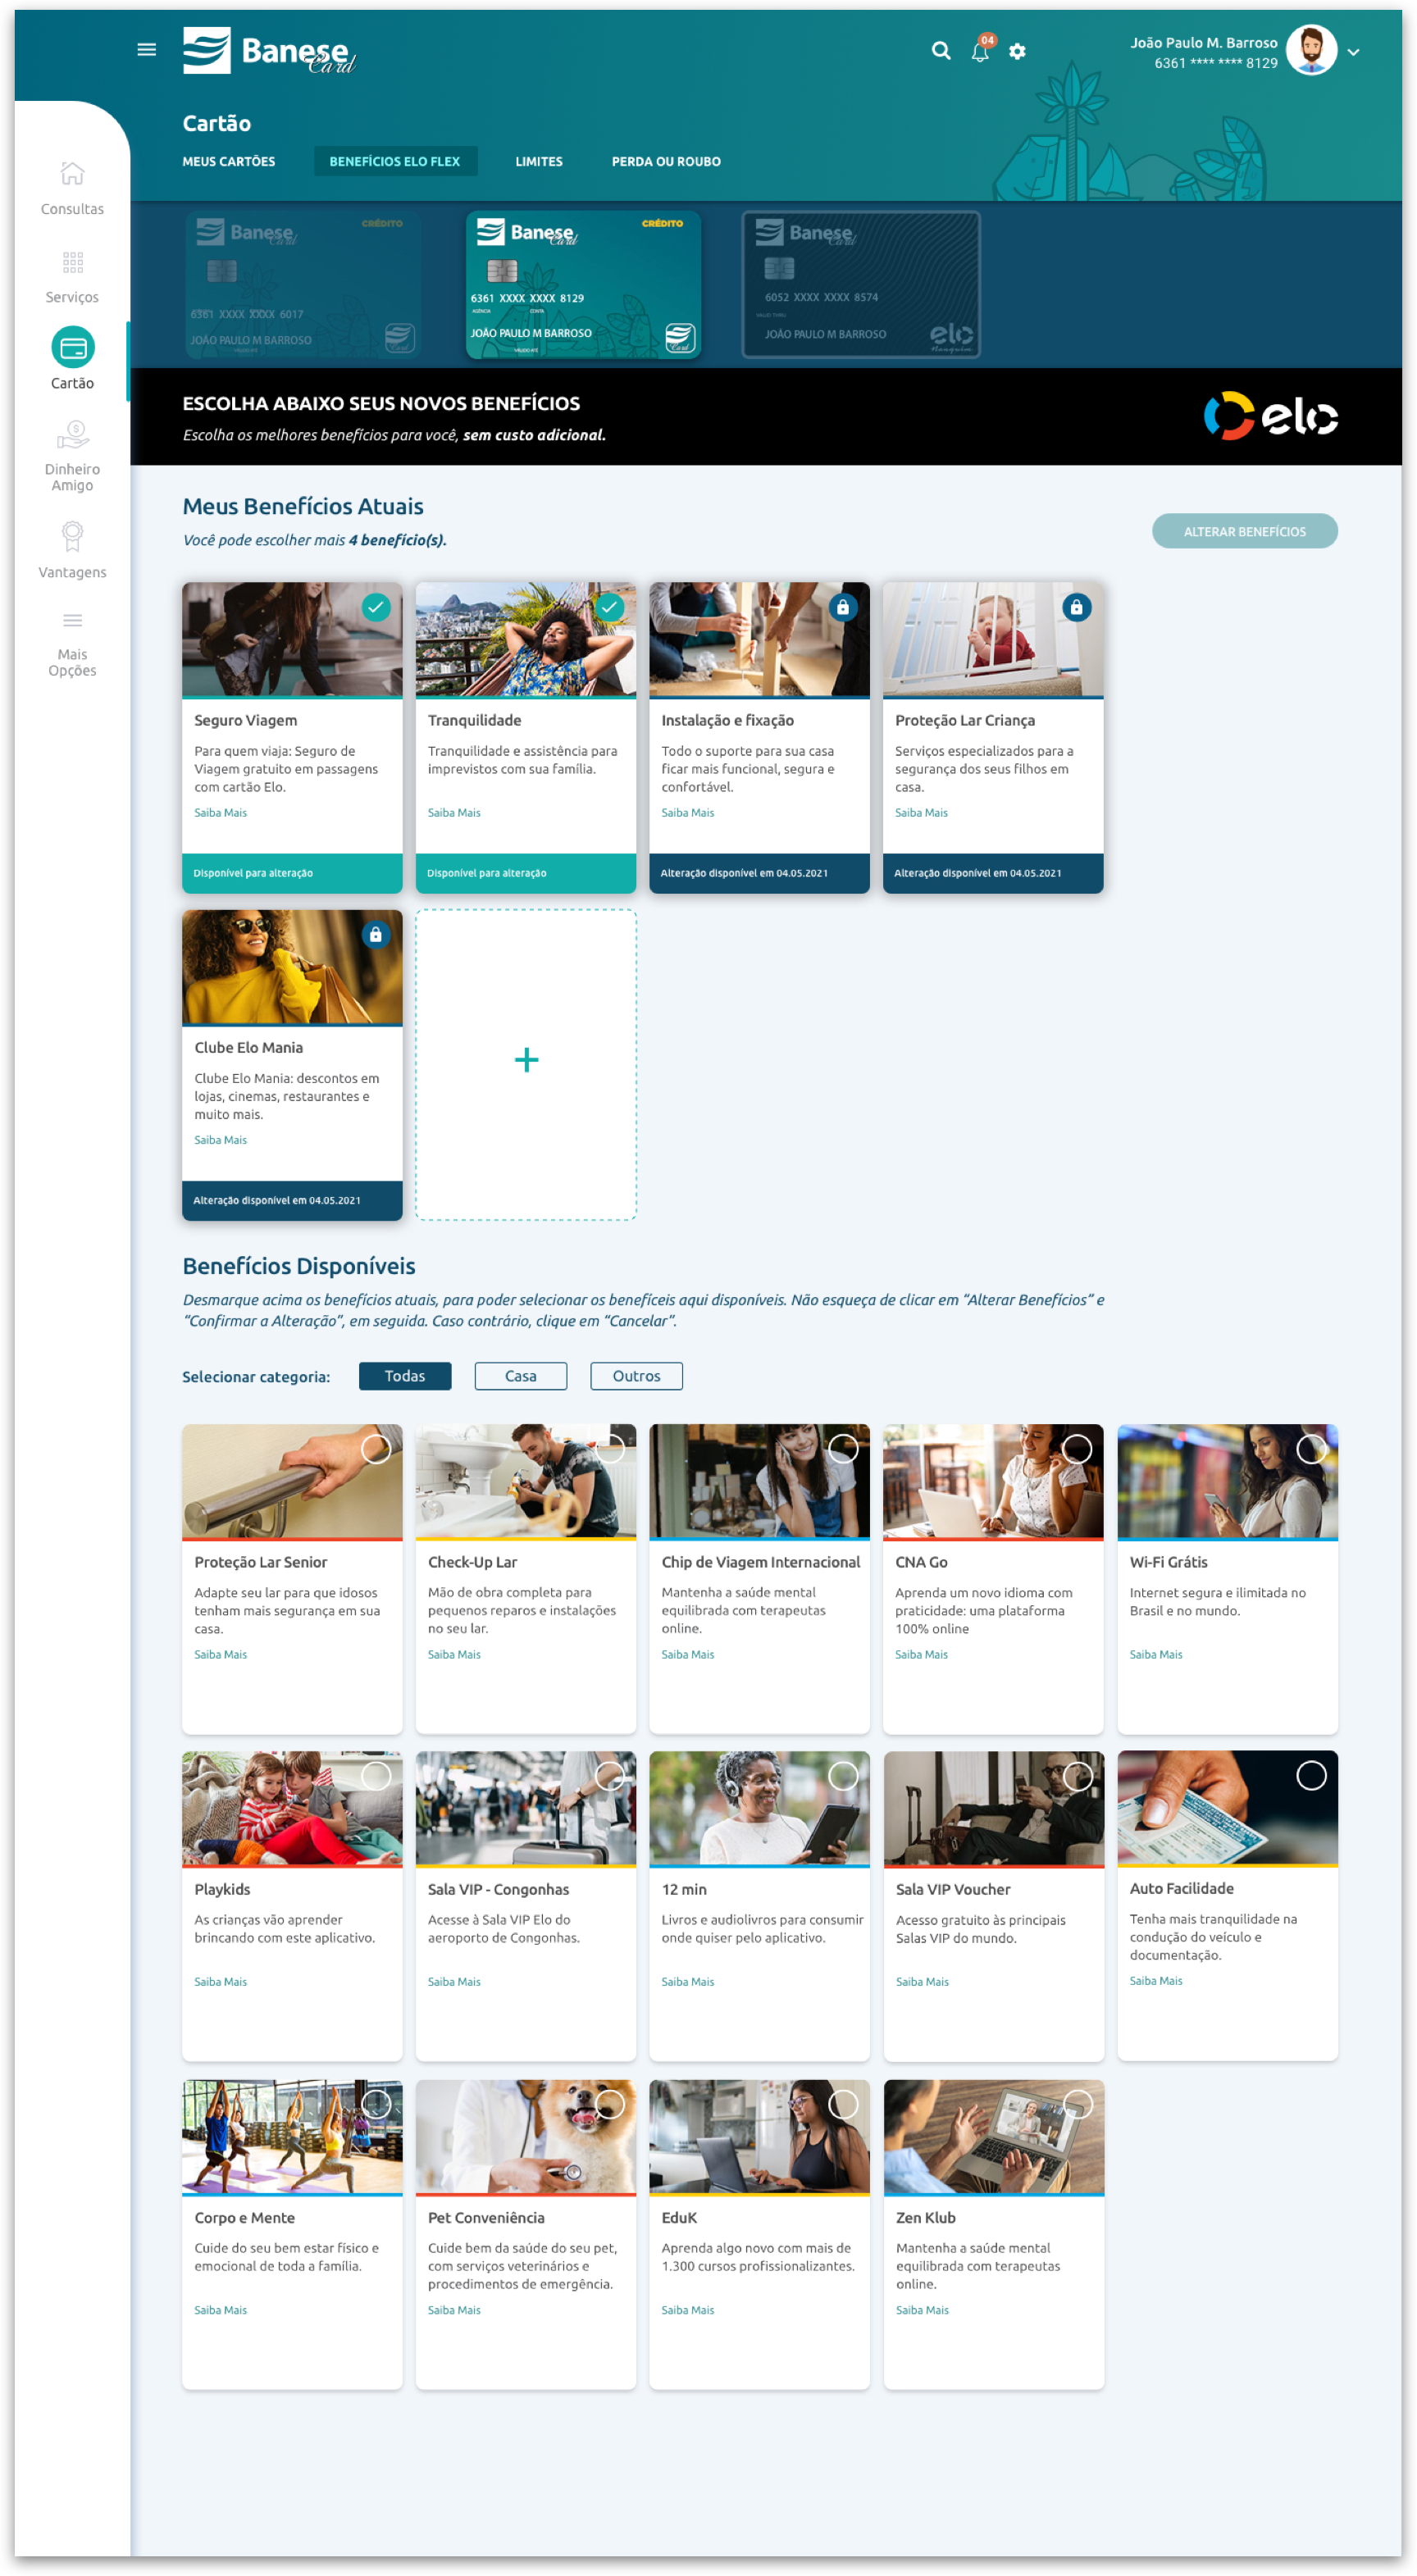 Banese
Card
04
João Paulo M. Barroso
6361 **** **** 8129
Cartão
MEUS CARTÕES
BENEFÍCIOS ELO FLEX
LIMITES
PERDA OU ROUBO
Consultas
Serviços
Cartão
Dinheiro
Amigo
Vantagens
Mais
Opções
Banese
Card
CRÉDITO
6361 XXXX XXXX 6017
JOÃO PAULO M BARROSO
Banese
Card
CRÉDITO
6361 XXXX XXXX 8129
AGÊNCIA
CONTA
JOÃO PAULO M BARROSO
VÁLIDO ATÉ
Card
Banese
Card
6052 XXXX XXXX 8574
VALID THRU
JOÃO PAULO M BARROSO
elo
Nanquim
ESCOLHA ABAIXO SEUS NOVOS BENEFÍCIOS
Escolha os melhores benefícios para você, sem custo adicional.
elo
Meus Benefícios Atuais
Você pode escolher mais 4 benefício(s).
ALTERAR BENEFÍCIOS
Seguro Viagem
Para quem viaja: Seguro de
Viagem gratuito em passagens
com cartão Elo.
Saiba Mais
Disponível para alteração
Tranquilidade
Tranquilidade e assistência para
imprevistos com sua família.
Saiba Mais
Disponível para alteração
Instalação e fixação
Todo o suporte para sua casa
ficar mais funcional, segura e
confortável.
Saiba Mais
Alteração disponível em 04.05.2021
Proteção Lar Criança
Serviços especializados para a
segurança dos seus filhos em
casa.
Saiba Mais
Alteração disponível em 04.05.2021
Clube Elo Mania
Clube Elo Mania: descontos em
lojas, cinemas, restaurantes e
muito mais.
Saiba Mais
Alteração disponível em 04.05.2021
+
Benefícios Disponíveis
Desmarque acima os benefícios atuais, para poder selecionar os benefíceis aqui disponíveis. Não esqueça de clicar em “Alterar Benefícios” e
“Confirmar a Alteração”, em seguida. Caso contrário, clique em “Cancelar”.
Selecionar categoria:
Todas
Casa
Outros
Proteção Lar Senior
Adapte seu lar para que idosos
tenham mais segurança em sua
casa.
Saiba Mais
Check-Up Lar
Mão de obra completa para
pequenos reparos e instalações
no seu lar.
Saiba Mais
Chip de Viagem Internacional
Mantenha a saúde mental
equilibrada com terapeutas
online.
Saiba Mais
CNA Go
Aprenda um novo idioma com
praticidade: uma plataforma
100% online
Saiba Mais
Wi-Fi Grátis
Internet segura e ilimitada no
Brasil e no mundo.
Saiba Mais
Playkids
As crianças vão aprender
brincando com este aplicativo.
Saiba Mais
Sala VIP - Congonhas
Acesse à Sala VIP Elo do
aeroporto de Congonhas.
Saiba Mais
12 min
Livros e audiolivros para consumir
onde quiser pelo aplicativo.
Saiba Mais
Sala VIP Voucher
Acesso gratuito às principais
Salas VIP do mundo.
Saiba Mais
Auto Facilidade
Tenha mais tranquilidade na
condução do veículo e
documentação.
Saiba Mais
Corpo e Mente
Cuide do seu bem estar físico e
emocional de toda a família.
Saiba Mais
Pet Conveniência
Cuide bem da saúde do seu pet,
com serviços veterinários e
procedimentos de emergência.
Saiba Mais
EduK
Aprenda algo novo com mais de
1.300 cursos profissionalizantes.
Saiba Mais
Zen Klub
Mantenha a saúde mental
equilibrada com terapeutas
online.
Saiba Mais